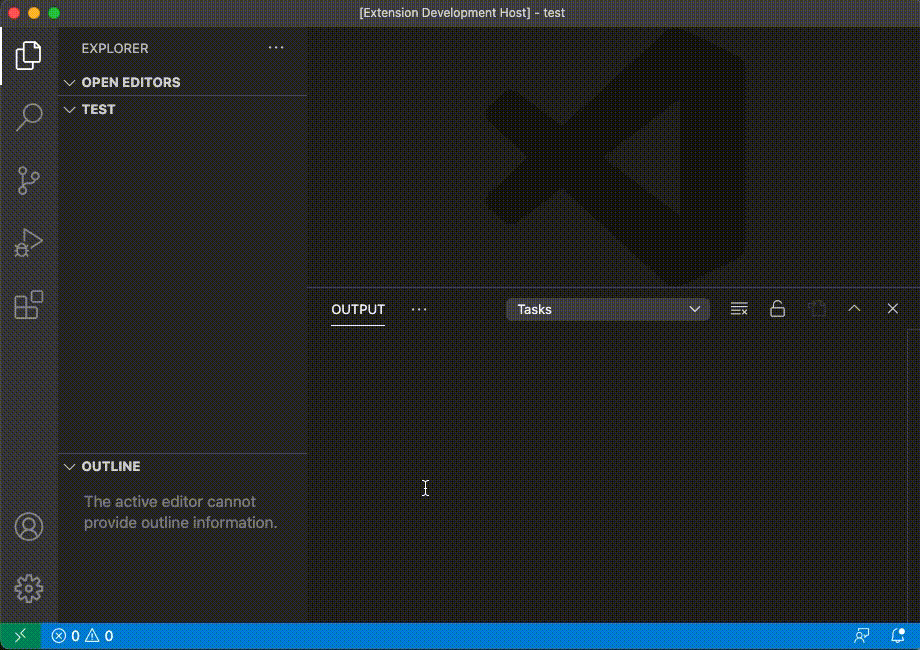 [Extension Development Host] - test
EXPLORER
OPEN EDITORS
TEST
OUTPUT
Tasks
OUTLINE
The active editor cannot
provide outline information.
0 0